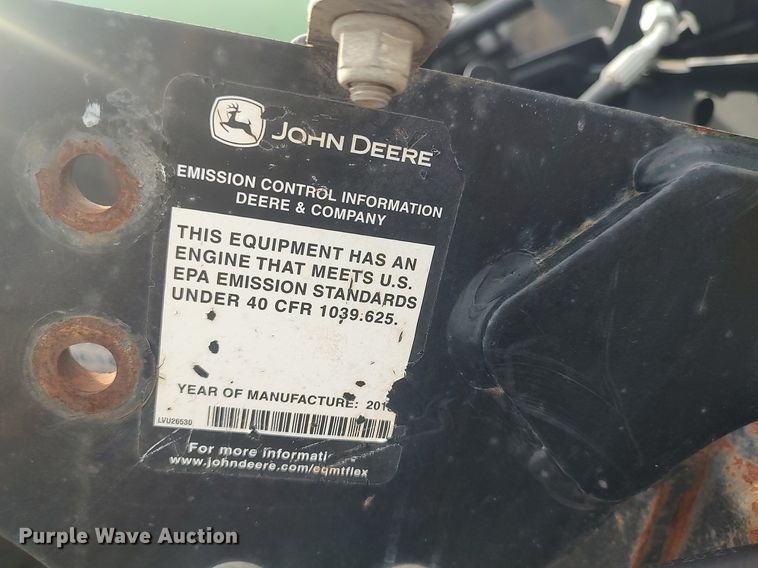 JOHN DEERE
EMISSION CONTROL INFORMATION
DEERE & COMPANY
THIS EQUIPMENT HAS AN
ENGINE THAT MEETS U.S.
EPA EMISSION STANDARDS
UNDER 40 CFR 1039.625.
YEAR OF MANUFACTURE:
LVU26530
For more
www.johndeere.com/eqmtflex
Purple Wave Auction